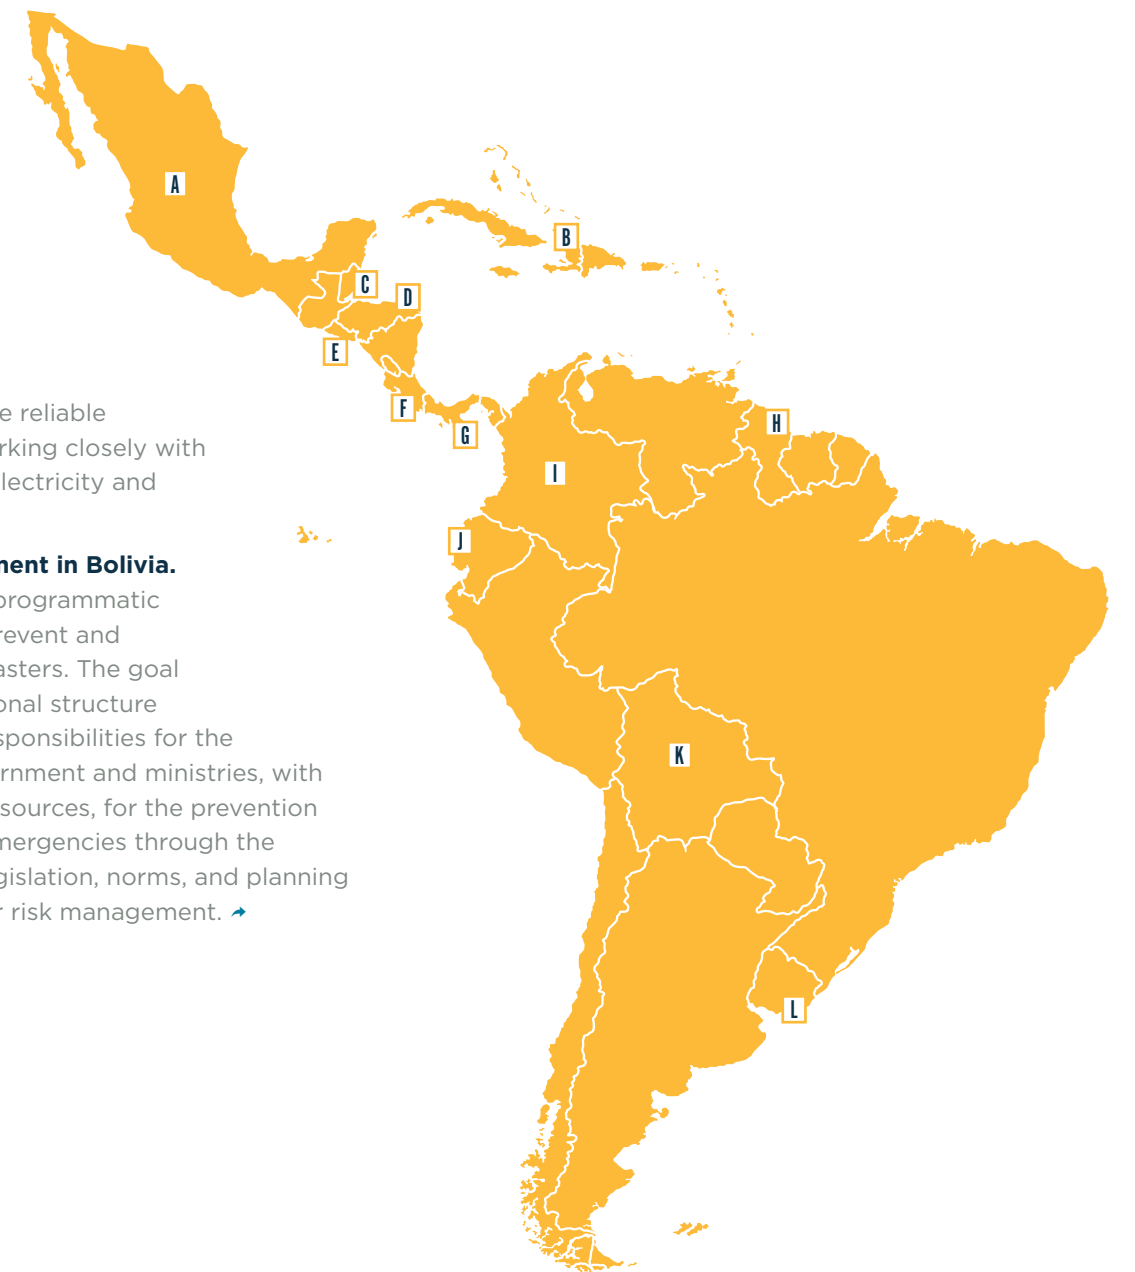 A
B
C
D
E
F
G
H
I
J
K
L
e reliable
rking closely with
lectricity and
nent in Bolivia.
programmatic
revent and
asters. The goal
onal structure
sponsibilities for the
rnment and ministries, with
sources, for the prevention
mergencies through the
gislation, norms, and planning
r risk management.